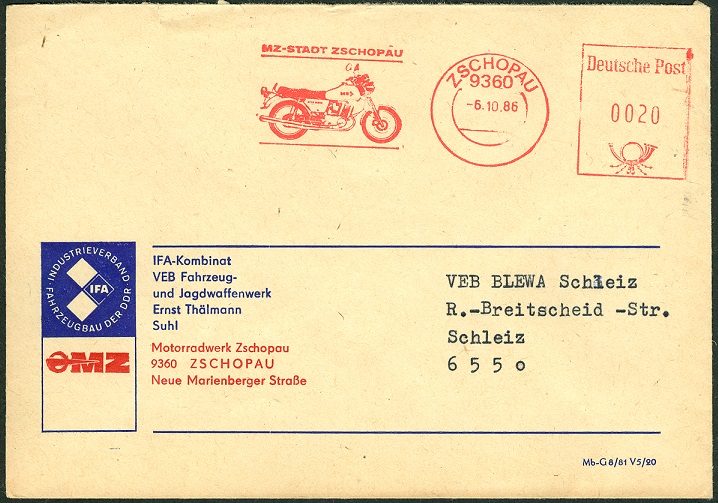 MZ-STADT ZSCHOPAU
ZSCHOPAU
9360
-6.10.86
Deutsche Post
0020
INDUSTRIEVERBAND
FAHRZEUGBAU DER DDR
IFA
MZ
IFA-Kombinat
VEB Fahrzeug-
und Jagdwaffenwerk
Ernst Thälmann
Suhl
Motorradwerk Zschopau
9360 ZSCHOPAU
Neue Marienberger Straße
VEB BLEWA Schleiz
R.-Breitscheid -Str.
Schleiz
6 5 5 o
Mb-G 8/81 V5/20